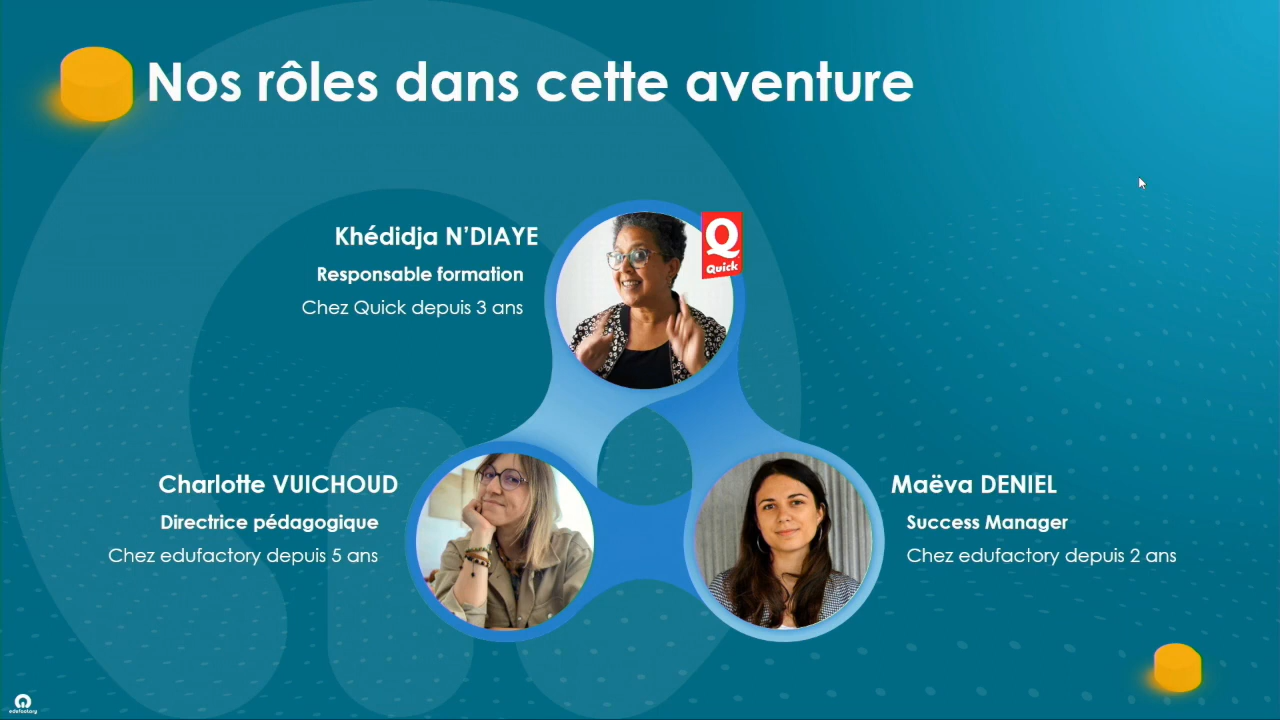 Nos rôles dans cette aventure
Khédidja N’DIAYE
Responsable formation
Chez Quick depuis 3 ans
Q
Quick
Charlotte VUICHOUD
Directrice pédagogique
Chez edufactory depuis 5 ans
Maëva DENIEL
Success Manager
Chez edufactory depuis 2 ans
edufactory